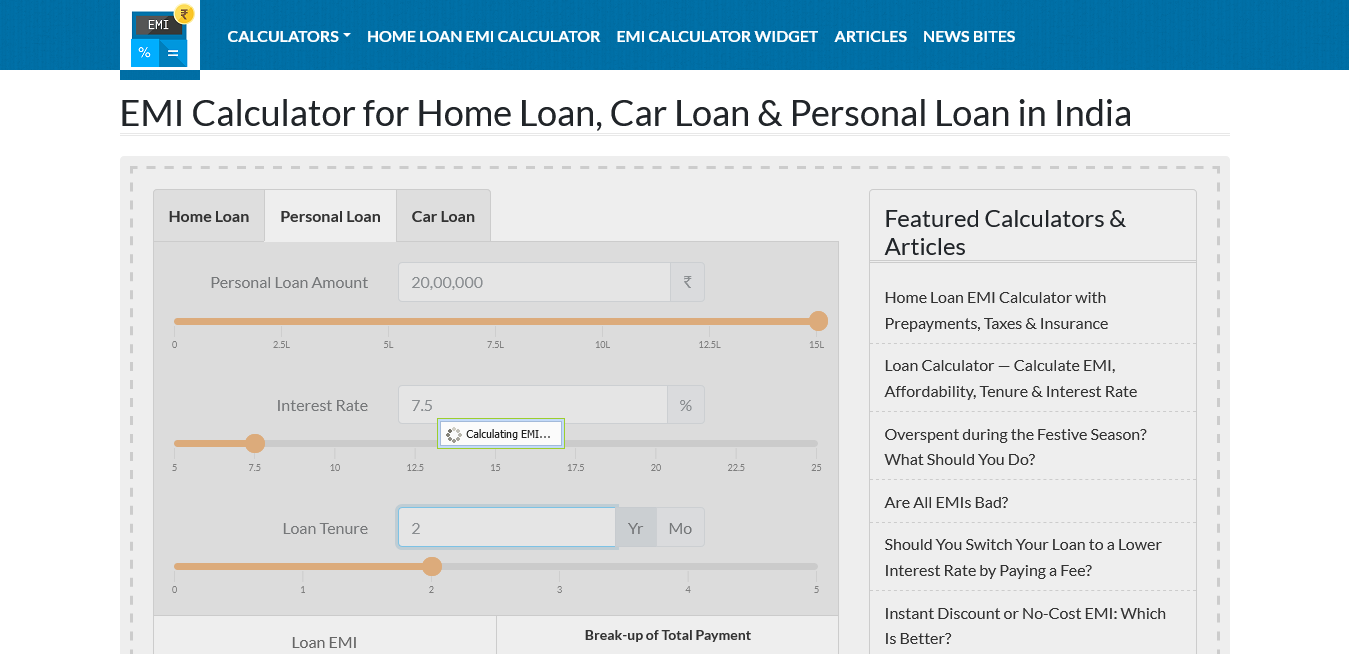 EMI
₹
%
=
CALCULATORS
HOME LOAN EMI CALCULATOR
EMI CALCULATOR WIDGET
ARTICLES
NEWS BITES
EMI Calculator for Home Loan, Car Loan & Personal Loan in India
Home Loan
Personal Loan
Car Loan
Personal Loan Amount
20,00,000
₹
0
2.5L
5L
7.5L
10L
12.5L
15L
Interest Rate
7.5
%
Calculating EMI...
5
7.5
10
12.5
15
17.5
20
22.5
25
Loan Tenure
2
Yr
Mo
0
1
2
3
4
5
Loan EMI
Break-up of Total Payment
Featured Calculators &
Articles
Home Loan EMI Calculator with
Prepayments, Taxes & Insurance
Loan Calculator — Calculate EMI,
Affordability, Tenure & Interest Rate
Overspent during the Festive Season?
What Should You Do?
Are All EMIs Bad?
Should You Switch Your Loan to a Lower
Interest Rate by Paying a Fee?
Instant Discount or No-Cost EMI: Which
Is Better?